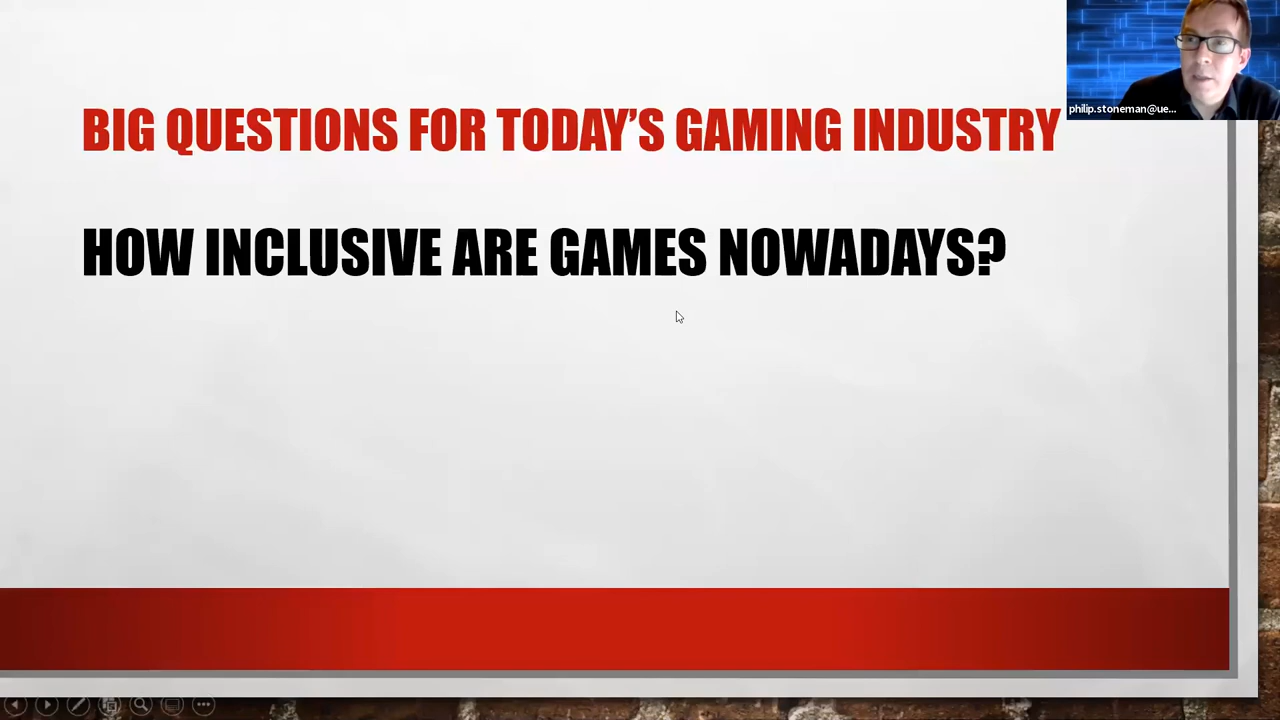 BIG QUESTIONS FOR TODAY'S GAMING INDUSTRY
HOW INCLUSIVE ARE GAMES NOWADAYS?
philip.stoneman@ue...